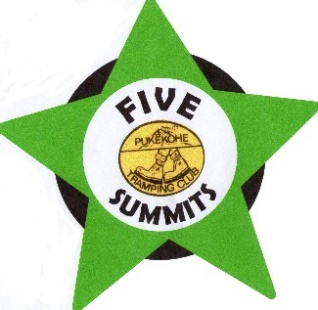 FIVE
PUKEKOHE
TRAMPING CLUB
SUMMITS